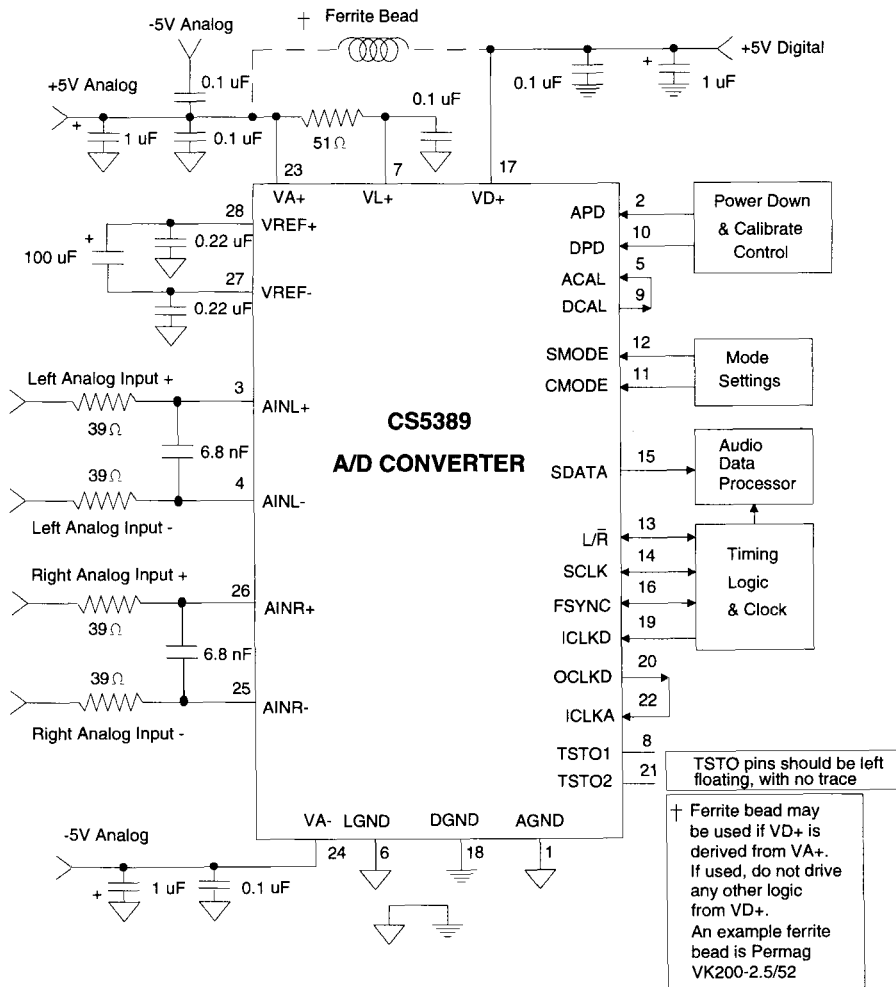 † Ferrite Bead
-5V Analog
+5V Digital
0.1 uF
+5V Analog
0.1 uF
0.1 uF
+
1 uF
+
1 uF
0.1 uF
51Ω
23
7
17
VA+
VL+
VD+
28
VREF+
+
0.22 uF
100 uF
27
VREF-
0.22 uF
Left Analog Input +
3
AINL+
39Ω
6.8 nF
39Ω
4
AINL-
Left Analog Input -
Right Analog Input +
26
AINR+
39Ω
6.8 nF
39Ω
25
AINR-
Right Analog Input -
CS5389
A/D CONVERTER
APD
2
DPD
10
ACAL
5
DCAL
9
Power Down
& Calibrate
Control
SMODE
12
CMODE
11
Mode
Settings
SDATA
15
Audio
Data
Processor
L/R̅
13
SCLK
14
FSYNC
16
ICLKD
19
Timing
Logic
& Clock
OCLKD
20
ICLKA
22
TSTO1
8
TSTO2
21
TSTO pins should be left
floating, with no trace
VA-
LGND
DGND
AGND
24
6
18
1
-5V Analog
+
1 uF
0.1 uF
† Ferrite bead may
be used if VD+ is
derived from VA+.
If used, do not drive
any other logic
from VD+.
An example ferrite
bead is Permag
VK200-2.5/52